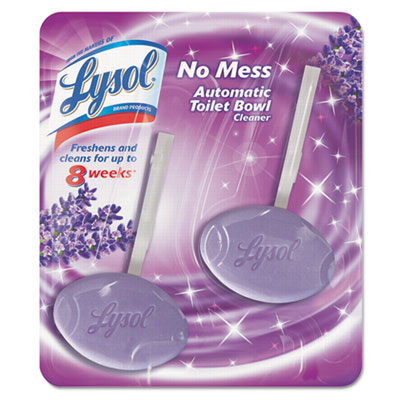 FROM THE MAKERS OF
Lysol
BRAND PRODUCTS
No Mess
Automatic
Toilet Bowl
Cleaner
Freshens and
cleans for up to
8 weeks*
Lysol
Lysol